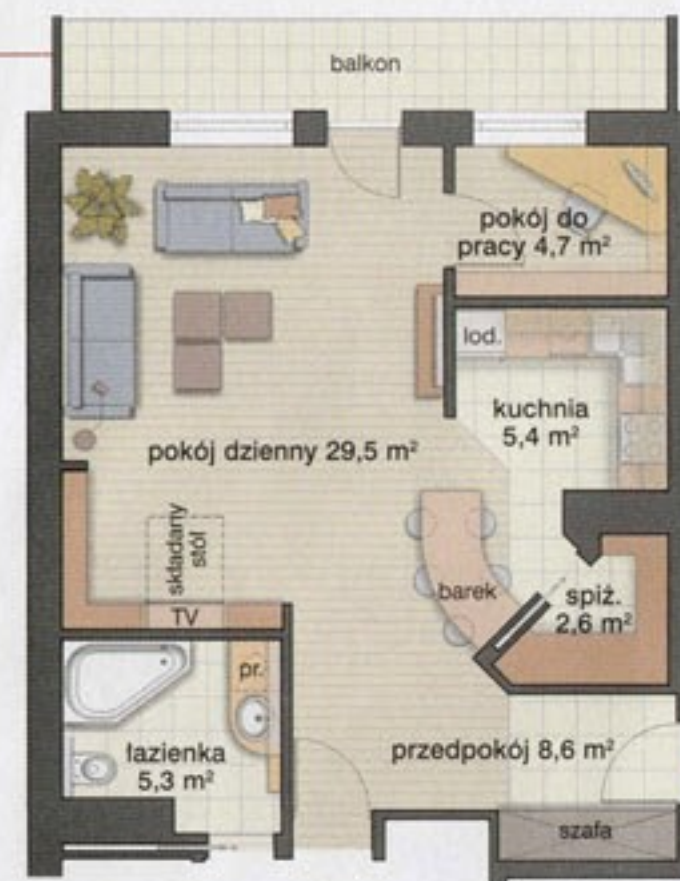 balkon
pokój do
pracy 4,7 m²
lod.
kuchnia
5,4 m²
pokój dzienny 29,5 m²
składany
stół
TV
barek
spiż.
2,6 m²
pr.
łazienka
5,3 m²
przedpokój 8,6 m²
szafa